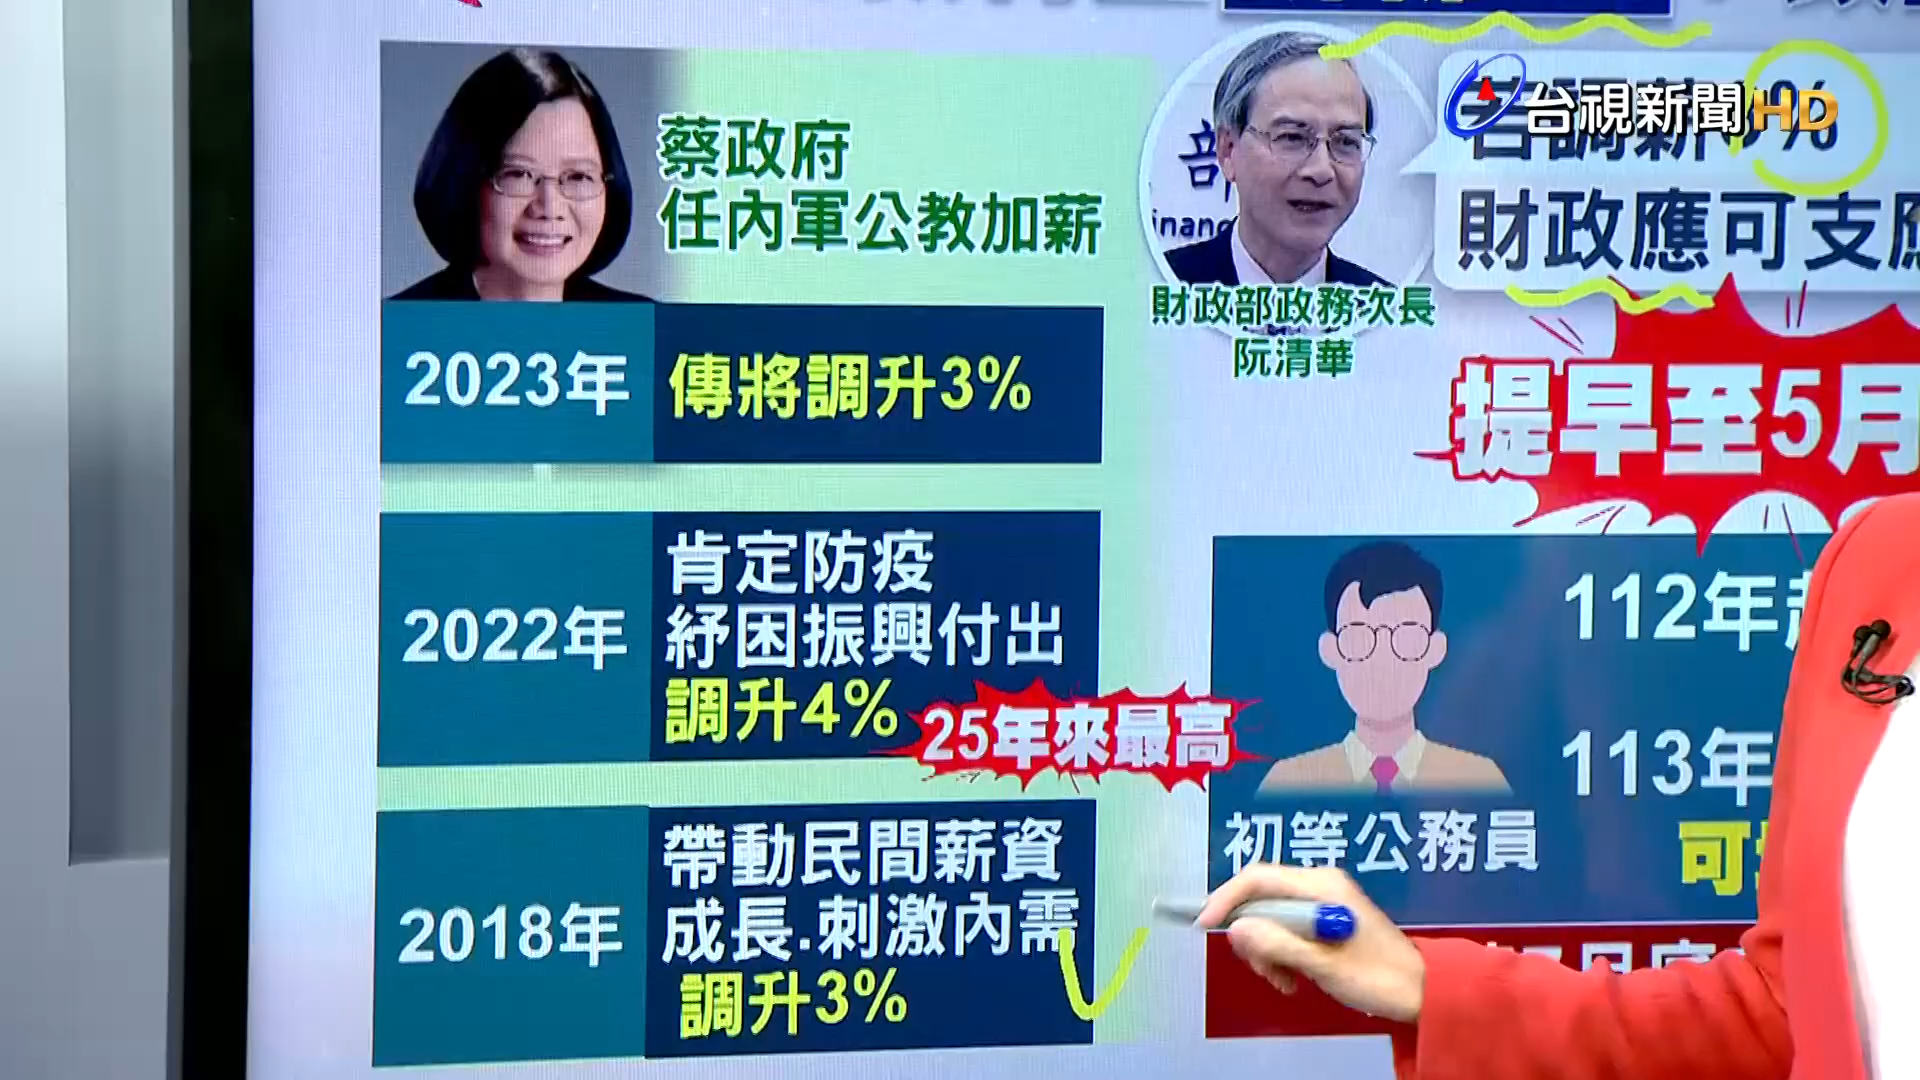 台視新聞HD
蔡政府
任內軍公教加薪
2023年
傳將調升3%
2022年
肯定防疫
紓困振興付出
調升4%
25年來最高
2018年
帶動民間薪資
成長.刺激內需
調升3%
部
inanc
財政應可支應
財政部政務次長
阮清華
提早至5月
112年起
113年
可
初等公務員